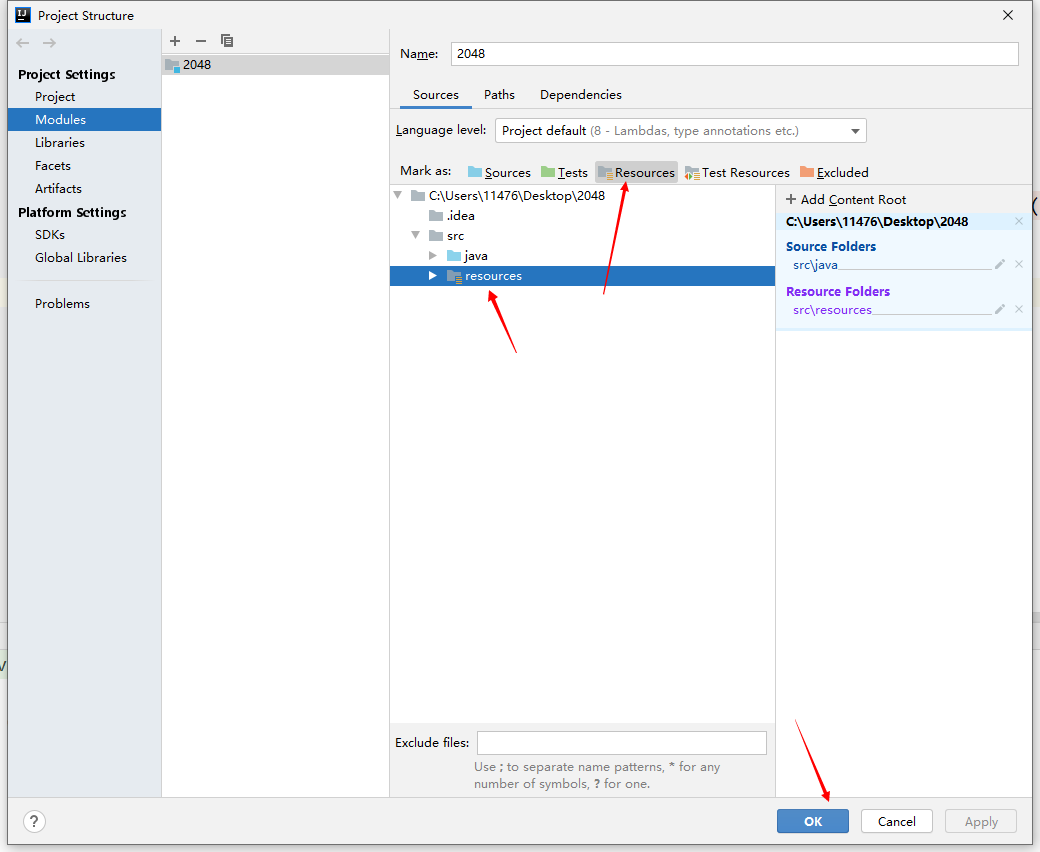 Project Structure
Project Settings
Project
Modules
Libraries
Facets
Artifacts
Platform Settings
SDKs
Global Libraries
Problems
2048
Name: 2048
Sources Paths Dependencies
Language level: Project default (8 - Lambdas, type annotations etc.)
Mark as: Sources Tests Resources Test Resources Excluded
C:\Users\11476\Desktop\2048
.idea
src
java
resources
+ Add Content Root
C:\Users\11476\Desktop\2048
Source Folders
src\java
Resource Folders
src\resources
Exclude files:
Use ; to separate name patterns, * for any
number of symbols, ? for one.
? OK Cancel Apply